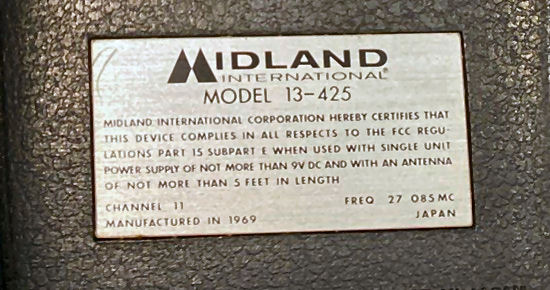 MIDLAND
INTERNATIONAL®
MODEL 13-425
MIDLAND INTERNATIONAL CORPORATION HEREBY CERTIFIES THAT
THIS DEVICE COMPLIES IN ALL RESPECTS TO THE FCC REGU-
LATIONS PART 15 SUBPART E WHEN USED WITH SINGLE UNIT
POWER SUPPLY OF NOT MORE THAN 9V DC AND WITH AN ANTENNA
OF NOT MORE THAN 5 FEET IN LENGTH
CHANNEL 11 FREQ 27 085MC
MANUFACTURED IN 1969 JAPAN